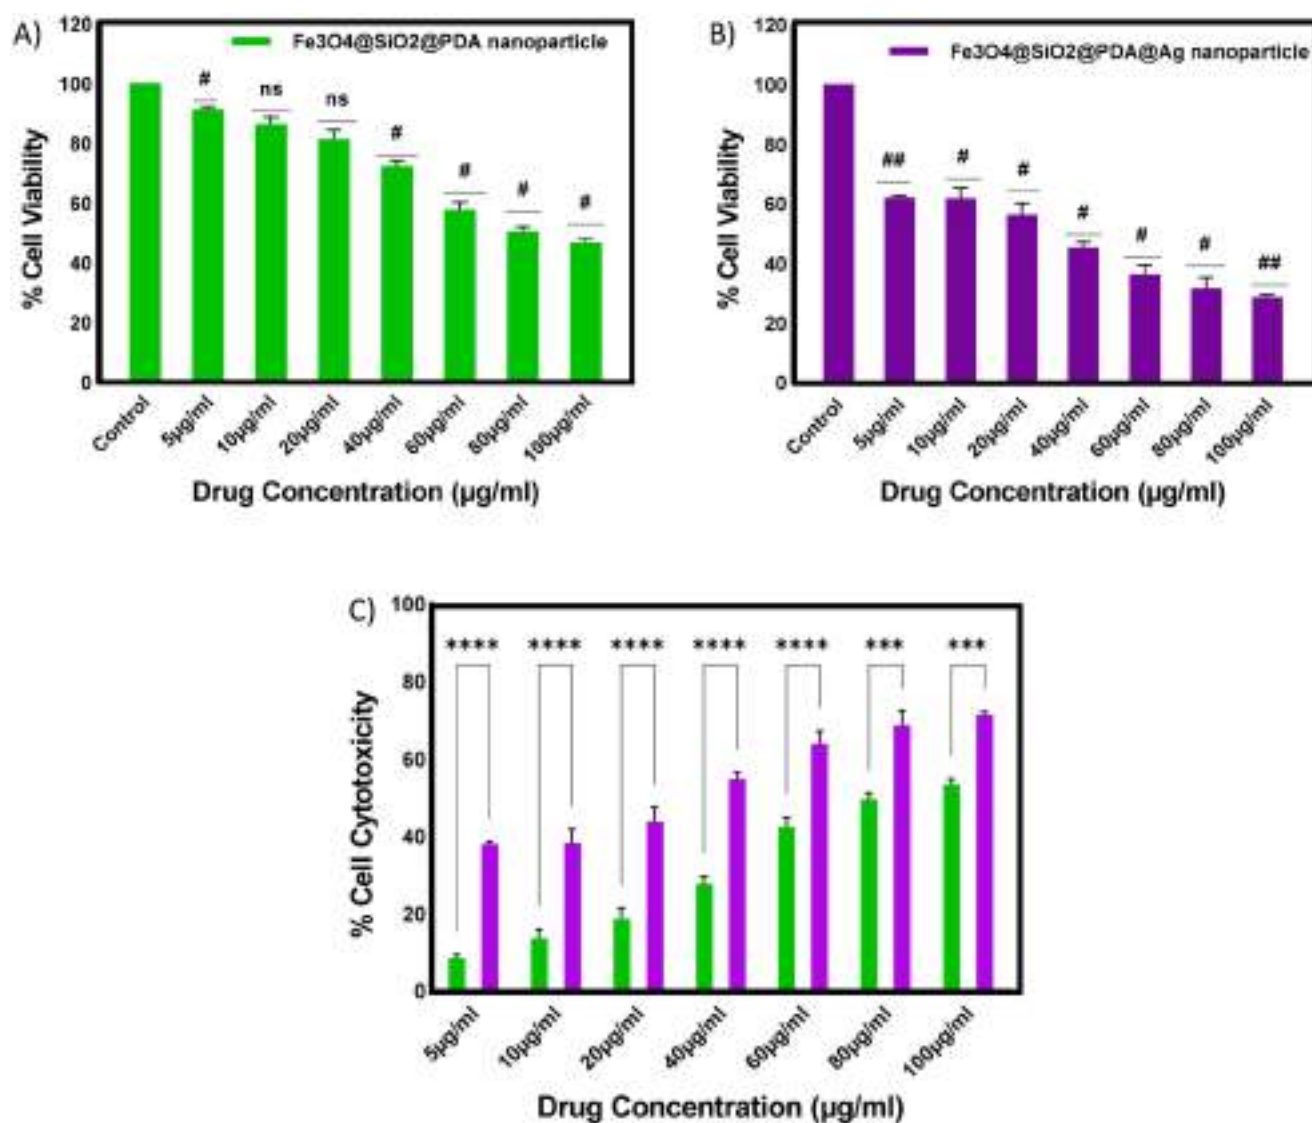 A)
Fe3O4@SiO2@PDA nanoparticle
% Cell Viability
120
100
80
60
40
20
0
#
ns
ns
#
#
#
#
Control
5µg/ml
10µg/ml
20µg/ml
40µg/ml
60µg/ml
80µg/ml
100µg/ml
Drug Concentration (µg/ml)
B)
Fe3O4@SiO2@PDA@Ag nanoparticle
% Cell Viability
120
100
80
60
40
20
0
##
#
#
#
#
#
##
Control
5µg/ml
10µg/ml
20µg/ml
40µg/ml
60µg/ml
80µg/ml
100µg/ml
Drug Concentration (µg/ml)
C)
% Cell Cytotoxicity
100
80
60
40
20
0
****
****
****
****
****
***
***
5µg/ml
10µg/ml
20µg/ml
40µg/ml
60µg/ml
80µg/ml
100µg/ml
Drug Concentration (µg/ml)